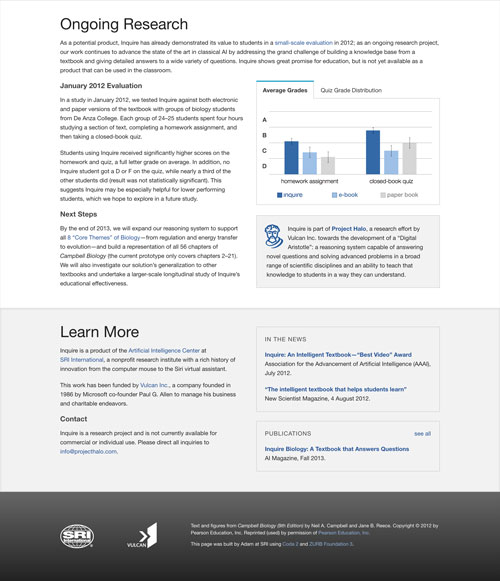 Ongoing Research
As a potential product, Inquire has already demonstrated its value to students in a small-scale evaluation in 2012; as an ongoing research project,
our work continues to advance the state of the art in classical AI by addressing the grand challenge of building a knowledge base from a
textbook and giving detailed answers to a wide variety of questions. Inquire shows great promise for education, but is not yet available as a
product that can be used in the classroom.
January 2012 Evaluation
In a study in January 2012, we tested Inquire against both electronic
and paper versions of the textbook with groups of biology students
from De Anza College. Each group of 24–25 students spent four hours
studying a section of text, completing a homework assignment, and
then taking a closed-book quiz.
Students using Inquire received significantly higher scores on the
homework and quiz, a full letter grade on average. In addition, no
Inquire student got a D or F on the quiz, while nearly a third of the
other students did (result was not statistically significant). This
suggests Inquire may be especially helpful for lower performing
students, which we hope to explore in a future study.
Next Steps
By the end of 2013, we will expand our reasoning system to support
all 8 "Core Themes" of Biology—from regulation and energy transfer
to evolution—and build a representation of all 56 chapters of
Campbell Biology (the current prototype only covers chapters 2–21).
We will also investigate our solution's generalization to other
textbooks and undertake a larger-scale longitudinal study of Inquire's
educational effectiveness.
Average Grades
Quiz Grade Distribution
A
B
C
D
homework assignment
closed-book quiz
inquire
e-book
paper book
Inquire is part of Project Halo, a research effort by
Vulcan Inc. towards the development of a "Digital
Aristotle": a reasoning system capable of answering
novel questions and solving advanced problems in a broad
range of scientific disciplines and an ability to teach that
knowledge to students in a way they can understand.
Learn More
Inquire is a product of the Artificial Intelligence Center at
SRI International, a nonprofit research institute with a rich history of
innovation from the computer mouse to the Siri virtual assistant.
This work has been funded by Vulcan Inc., a company founded in
1986 by Microsoft co-founder Paul G. Allen to manage his business
and charitable endeavors.
Contact
Inquire is a research project and is not currently available for
commercial or individual use. Please direct all inquiries to
info@projecthalo.com.
IN THE NEWS
Inquire: An Intelligent Textbook—"Best Video" Award
Association for the Advancement of Artificial Intelligence (AAAI),
July 2012.
"The intelligent textbook that helps students learn"
New Scientist Magazine, 4 August 2012.
PUBLICATIONS
see all
Inquire Biology: A Textbook that Answers Questions
AI Magazine, Fall 2013.
SRI
VULCAN
Text and figures from Campbell Biology (9th Edition) by Neil A. Campbell and Jane B. Reece. Copyright © 2012 by
Pearson Education, Inc. Reprinted (used) by permission of Pearson Education, Inc.
This page was built by Adam at SRI using Coda 2 and ZURB Foundation 3.